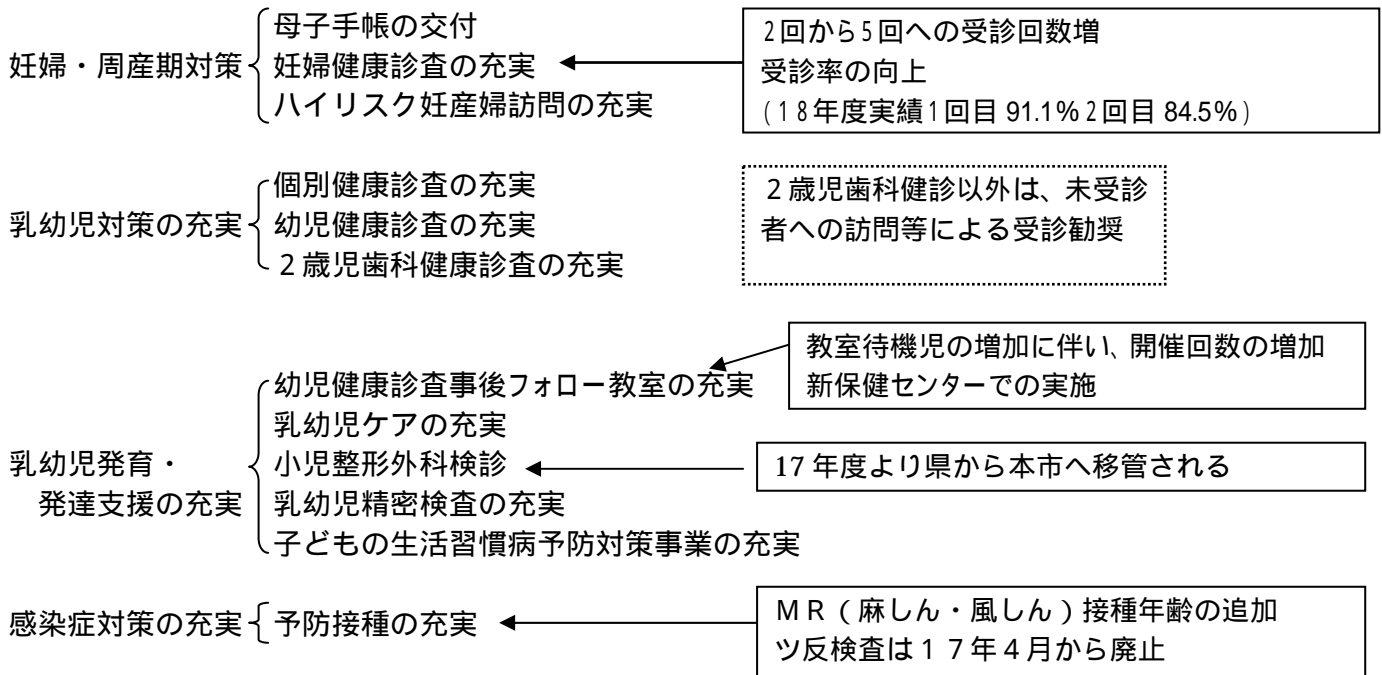 母子手帳の交付
妊婦・周産期対策
妊婦健康診査の充実
ハイリスク妊産婦訪問の充実
2回から5回への受診回数増
受診率の向上
(18年度実績1回目 91.1%2回目 84.5%)
個別健康診査の充実
乳幼児対策の充実
幼児健康診査の充実
２歳児歯科健康診査の充実
２歳児歯科健診以外は、未受診
者への訪問等による受診勧奨
教室待機児の増加に伴い、開催回数の増加
新保健センターでの実施
幼児健康診査事後フォロー教室の充実
乳幼児ケアの充実
乳幼児発育・
発達支援の充実
小児整形外科検診
17 年度より県から本市へ移管される
乳幼児精密検査の充実
子どもの生活習慣病予防対策事業の充実
感染症対策の充実
予防接種の充実
ＭＲ（麻しん・風しん）接種年齢の追加
ツ反検査は１７年４月から廃止